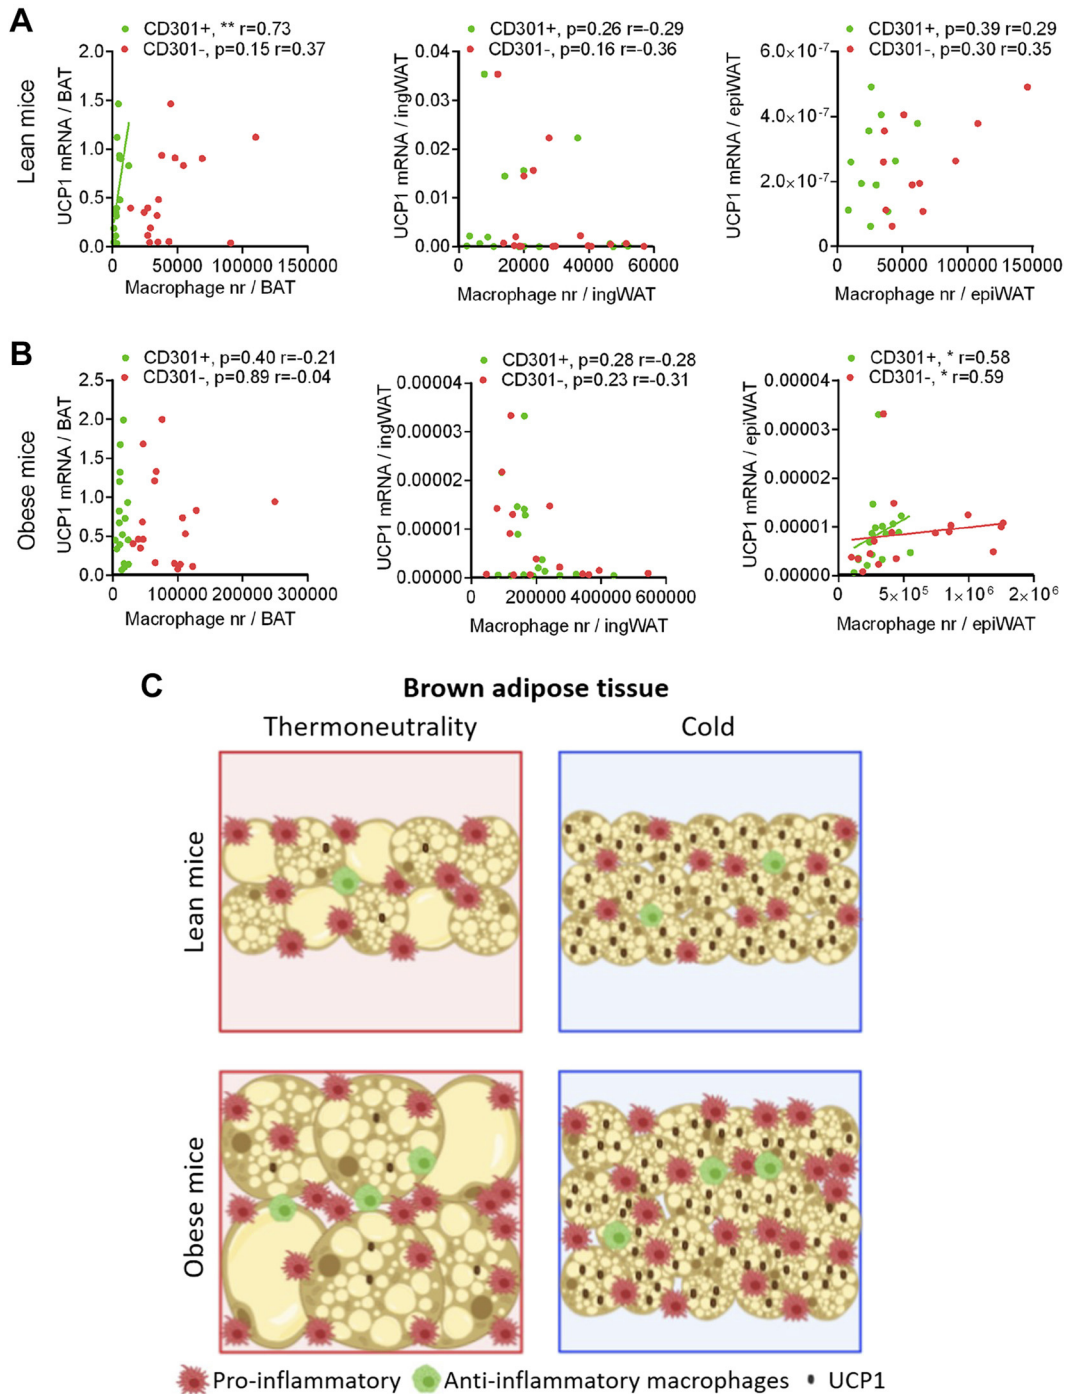 A
Lean mice
CD301+, ** r=0.73
CD301-, p=0.15 r=0.37
UCP1 mRNA / BAT
2.0
1.5
1.0
0.5
0.0
0 50000 100000 150000
Macrophage nr / BAT
CD301+, p=0.26 r=-0.29
CD301-, p=0.16 r=-0.36
UCP1 mRNA / ingWAT
0.04
0.03
0.02
0.01
0.00
0 20000 40000 60000
Macrophage nr / ingWAT
CD301+, p=0.39 r=0.29
CD301-, p=0.30 r=0.35
UCP1 mRNA / epiWAT
6.0×10⁻⁷
4.0×10⁻⁷
2.0×10⁻⁷
0
0 50000 100000 150000
Macrophage nr / epiWAT
B
Obese mice
CD301+, p=0.40 r=-0.21
CD301-, p=0.89 r=-0.04
UCP1 mRNA / BAT
2.5
2.0
1.5
1.0
0.5
0.0
0 100000 200000 300000
Macrophage nr / BAT
CD301+, p=0.28 r=-0.28
CD301-, p=0.23 r=-0.31
UCP1 mRNA / ingWAT
0.00004
0.00003
0.00002
0.00001
0.00000
0 200000 400000 600000
Macrophage nr / ingWAT
CD301+, * r=0.58
CD301-, * r=0.59
UCP1 mRNA / epiWAT
0.00004
0.00003
0.00002
0.00001
0.00000
0 5×10⁵ 1×10⁶ 2×10⁶
Macrophage nr / epiWAT
C
Brown adipose tissue
Thermoneutrality Cold
Lean mice
Obese mice
Pro-inflammatory Anti-inflammatory macrophages UCP1